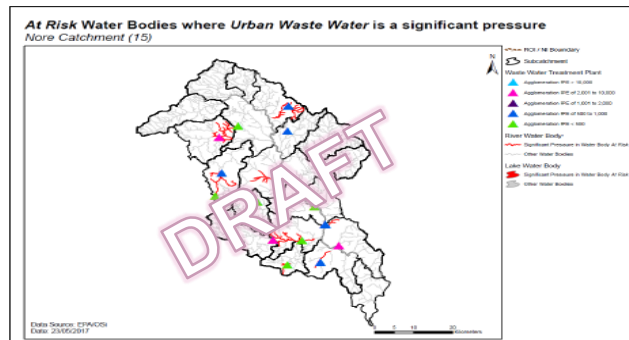 At Risk Water Bodies where Urban Waste Water is a significant pressure
Nore Catchment (15)
N
ROI / NI Boundary
Subcatchment
Waste Water Treatment Plant
Agglomeration (PE > 10,000
Agglomeration (PE of 2,001 to 10,000
Agglomeration (PE of 1,001 to 2,000
Agglomeration (PE of 500 to 1,000
Agglomeration (PE < 500
River Water Body
Significant Pressure in Water Body At Risk
Other Water Bodies
Lake Water Body
Significant Pressure in Water Body At Risk
Other Water Bodies
DRAFT
Data Source: EPA/OSi
Date: 23/05/2017
0 5 10 20
Kilometers